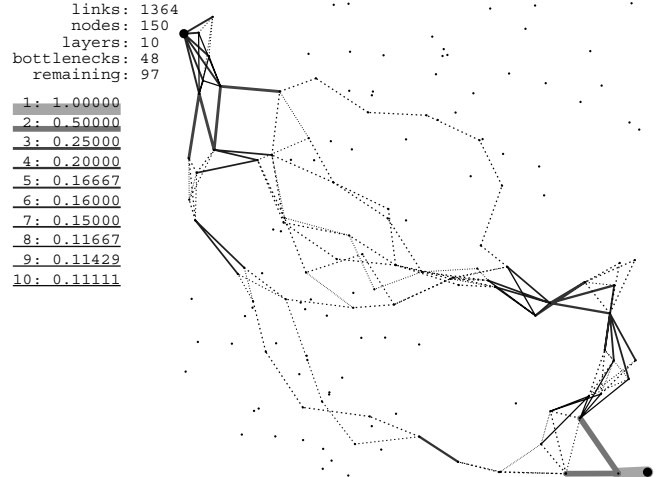 links: 1364
nodes: 150
layers: 10
bottlenecks: 48
remaining: 97
1: 1.00000
2: 0.50000
3: 0.25000
4: 0.20000
5: 0.16667
6: 0.16000
7: 0.15000
8: 0.11667
9: 0.11429
10: 0.11111